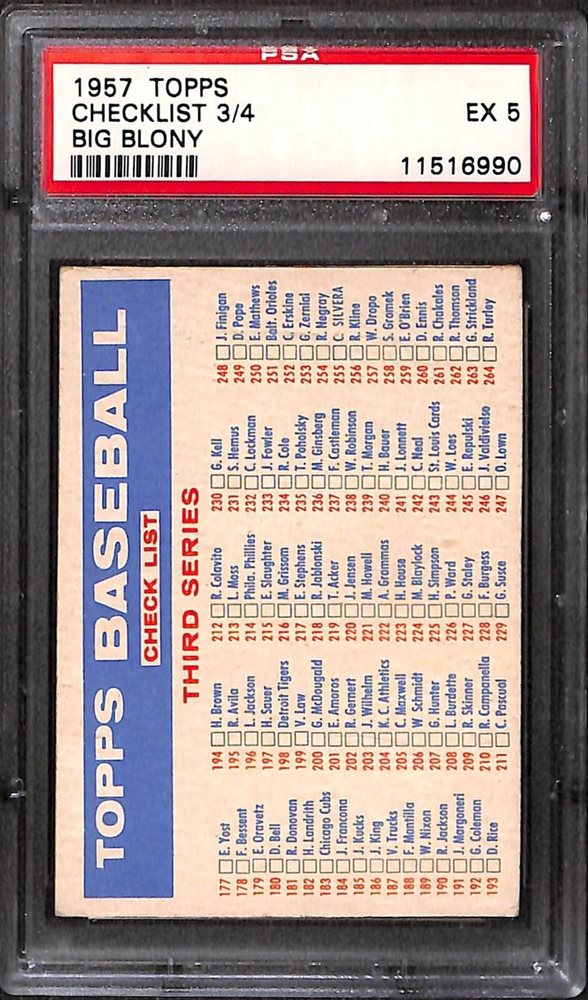 PSA
1957 TOPPS
CHECKLIST 3/4 EX 5
BIG BLONY
11516990
TOPPS BASEBALL
CHECK LIST
THIRD SERIES
177 E. Yost
178 F. Bessent
179 E. Oravetz
180 D. Bell
181 R. Donovan
182 H. Landrith
183 Chicago Cubs
184 J. Francona
185 J. Kucks
186 J. King
187 V. Trucks
188 F. Mantilla
189 W. Nixon
190 R. Jackson
191 J. Margoneri
192 G. Coleman
193 D. Rice
194 H. Brown
195 R. Avila
196 L. Jackson
197 H. Sauer
198 Detroit Tigers
199 V. Law
200 G. McDougald
201 E. Amoros
202 R. Gernert
203 J. Wilhelm
204 K. C. Athletics
205 C. Maxwell
206 W. Schmidt
207 G. Hunter
208 L. Burdette
209 R. Skinner
210 R. Campanella
211 C. Pascual
212 R. Colavito
213 L. Moss
214 Phila. Phillies
215 E. Slaughter
216 M. Grissom
217 E. Stephens
218 R. Jablonski
219 T. Acker
220 J. Jensen
221 M. Howell
222 A. Grammas
223 H. House
224 M. Blaylock
225 H. Simpson
226 P. Ward
227 G. Staley
228 F. Burgess
229 G. Susce
230 G. Kell
231 S. Hemus
232 C. Lockman
233 J. Fowler
234 R. Cole
235 T. Poholsky
236 M. Ginsberg
237 F. Castleman
238 W. Robinson
239 T. Morgan
240 H. Bauer
241 J. Lonnett
242 C. Neal
243 St. Louis Cards
244 W. Loes
245 E. Repulski
246 J. Valdivielso
247 O. Lown
248 J. Finigan
249 D. Pope
250 E. Mathews
251 Balt. Orioles
252 C. Erskine
253 G. Zernial
254 R. Negray
255 C. SILVERA
256 R. Kline
257 W. Dropo
258 S. Gromek
259 E. O'Brien
260 D. Ennis
261 R. Chakales
262 R. Thomson
263 G. Strickland
264 R. Turley